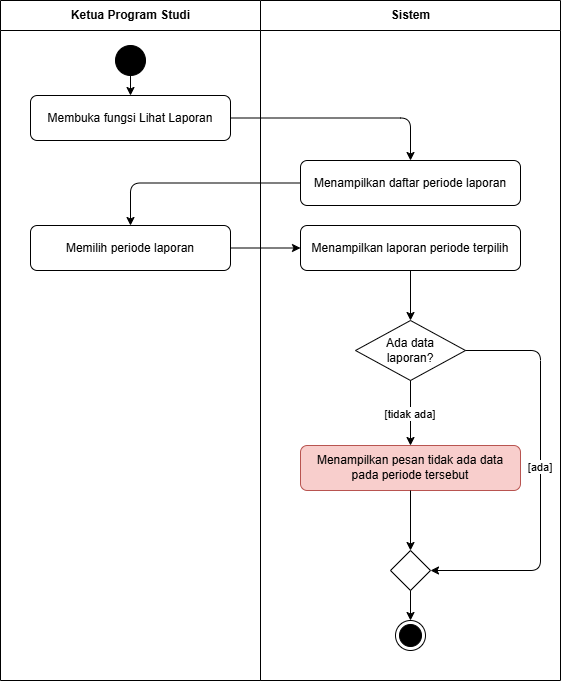 Ketua Program Studi
Sistem
Membuka fungsi Lihat Laporan
Menampilkan daftar periode laporan
Memilih periode laporan
Menampilkan laporan periode terpilih
Ada data
laporan?
[tidak ada]
Menampilkan pesan tidak ada data
pada periode tersebut
[ada]